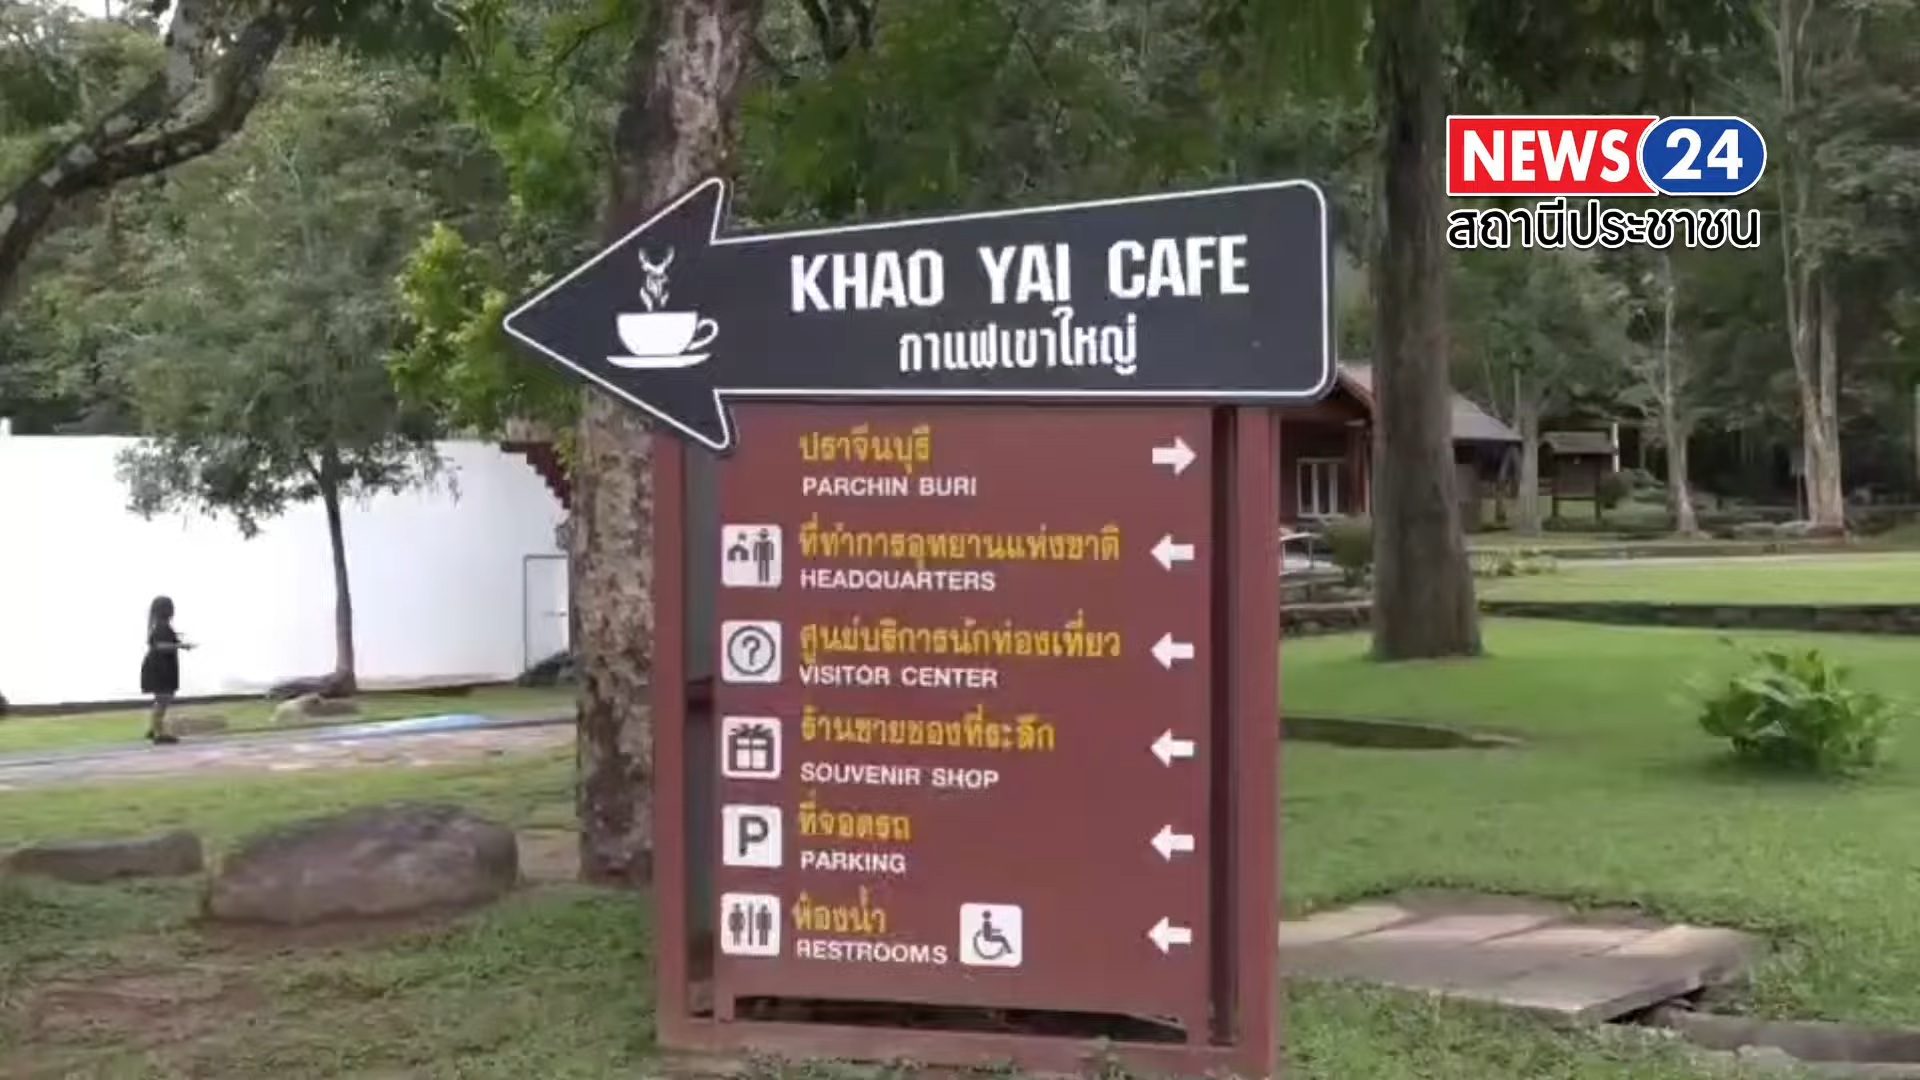 NEWS 24
สถานีประชาชน
KHAO YAI CAFE
กาแฟเขาใหญ่
ปราจีนบุรี
PARCHIN BURI
ที่ทำการอุทยานแห่งชาติ
HEADQUARTERS
?
ศูนย์บริการนักท่องเที่ยว
VISITOR CENTER
ร้านขายของที่ระลึก
SOUVENIR SHOP
P
ที่จอดรถ
PARKING
ห้องน้ำ
RESTROOMS